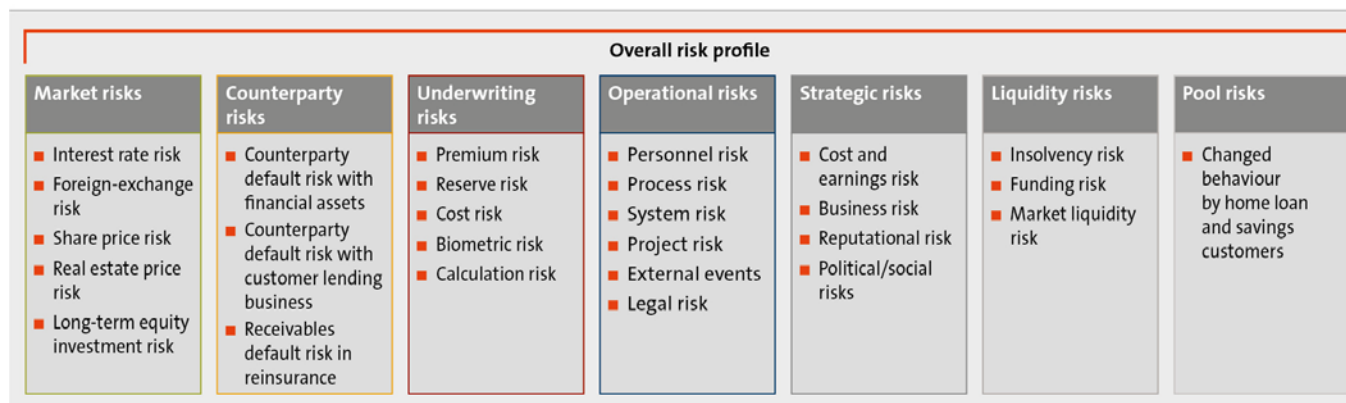 Overall risk profile
Market risks
Interest rate risk
Foreign-exchange
risk
Share price risk
Real estate price
risk
Long-term equity
investment risk
Counterparty
risks
Counterparty
default risk with
financial assets
Counterparty
default risk with
customer lending
business
Receivables
default risk in
reinsurance
Underwriting
risks
Premium risk
Reserve risk
Cost risk
Biometric risk
Calculation risk
Operational risks
Personnel risk
Process risk
System risk
Project risk
External events
Legal risk
Strategic risks
Cost and
earnings risk
Business risk
Reputational risk
Political/social
risks
Liquidity risks
Insolvency risk
Funding risk
Market liquidity
risk
Pool risks
Changed
behaviour
by home loan
and savings
customers